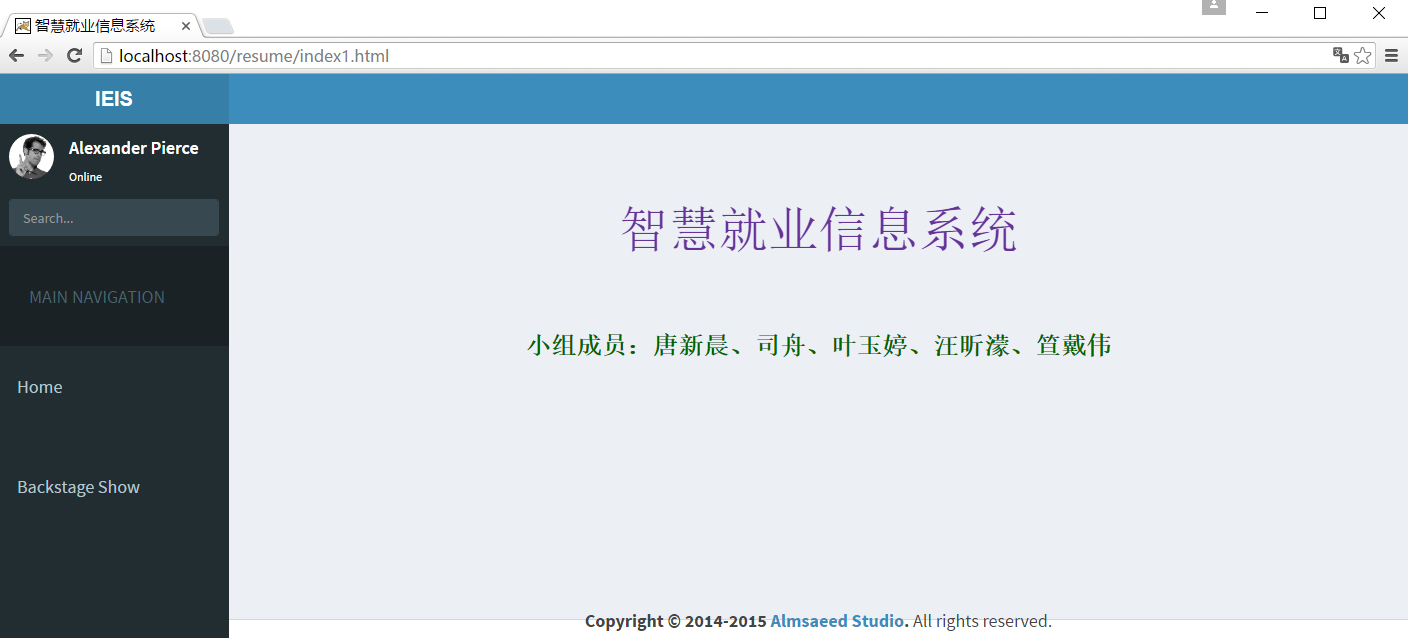 智慧就业信息系统
localhost:8080/resume/index1.html
IEIS
Alexander Pierce
Online
Search...
MAIN NAVIGATION
Home
Backstage Show
智慧就业信息系统
小组成员：唐新晨、司舟、叶玉婷、汪昕濛、笪戴伟
Copyright © 2014-2015 Almsaeed Studio. All rights reserved.